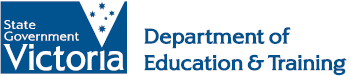 State
Government
Victoria
Department of
Education & Training